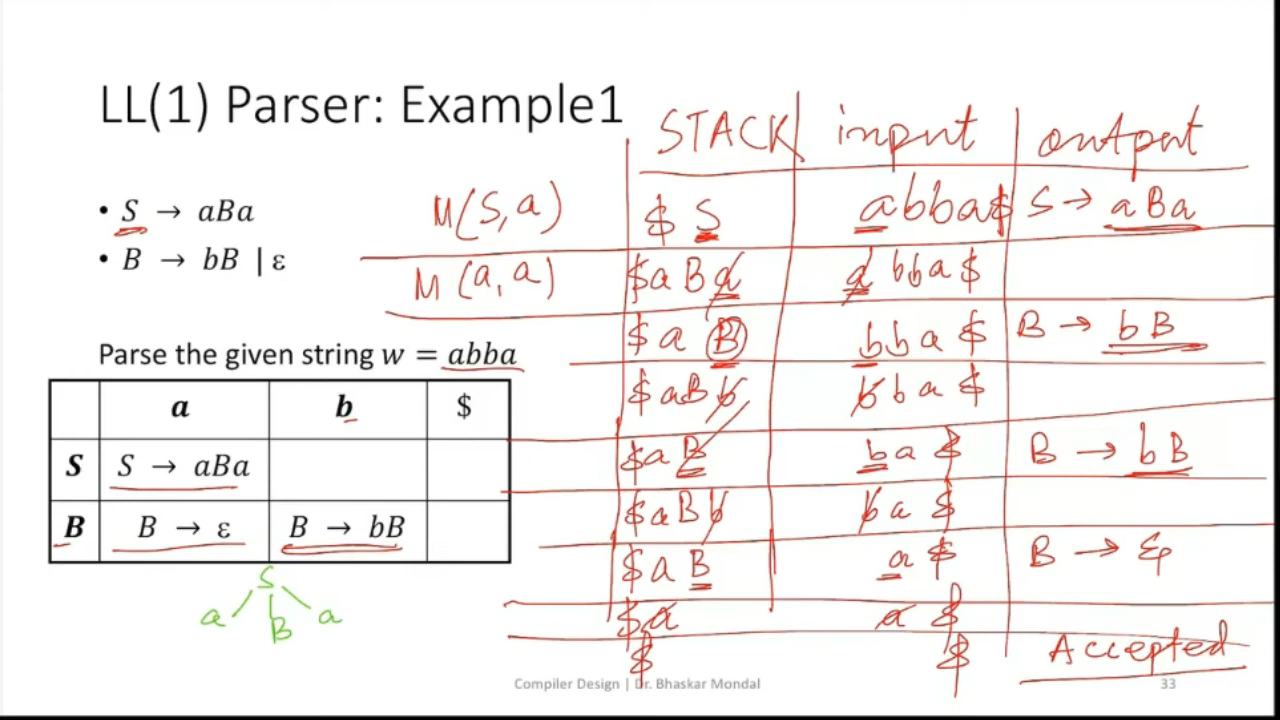 LL(1) Parser: Example1
• S → aBa
• B → bB | ε
Parse the given string w = abba
a b $
S S → aBa
B B → ε B → bB
S
a B a
STACK input output
M(S,a) $ S abba$ S → aBa
M(a,a) $aBa abba$
$aB bba$ B → bB
$aBb bba$
$aB ba$ B → bB
$aBb ba$
$aB a$ B → ε
$a a$
$ $ Accepted
Compiler Design | Dr. Bhaskar Mondal 33